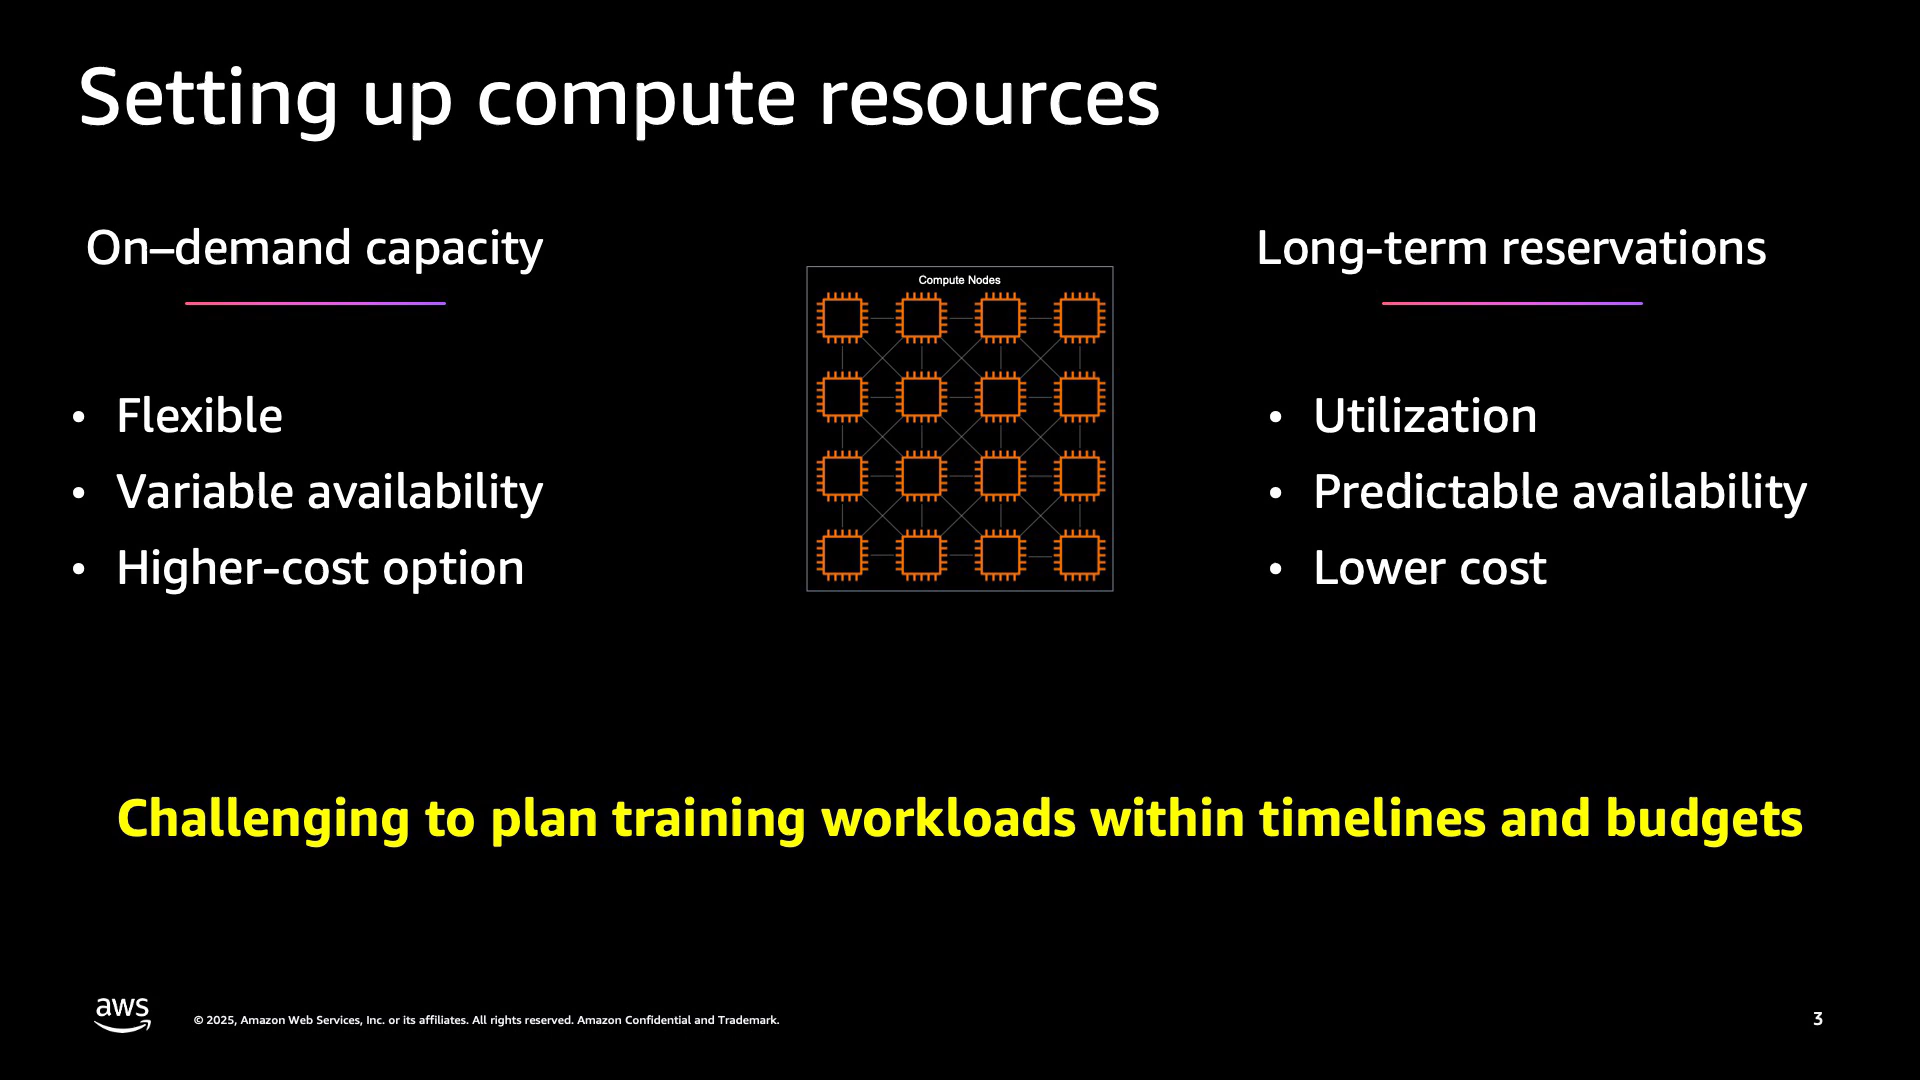 Setting up compute resources
On–demand capacity
• Flexible
• Variable availability
• Higher-cost option
Compute Nodes
Long-term reservations
• Utilization
• Predictable availability
• Lower cost
Challenging to plan training workloads within timelines and budgets
aws
© 2025, Amazon Web Services, Inc. or its affiliates. All rights reserved. Amazon Confidential and Trademark.
3